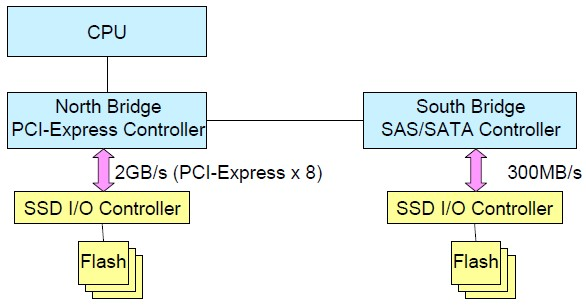 CPU
North Bridge
PCI-Express Controller
South Bridge
SAS/SATA Controller
2GB/s (PCI-Express x 8)
300MB/s
SSD I/O Controller
SSD I/O Controller
Flash
Flash